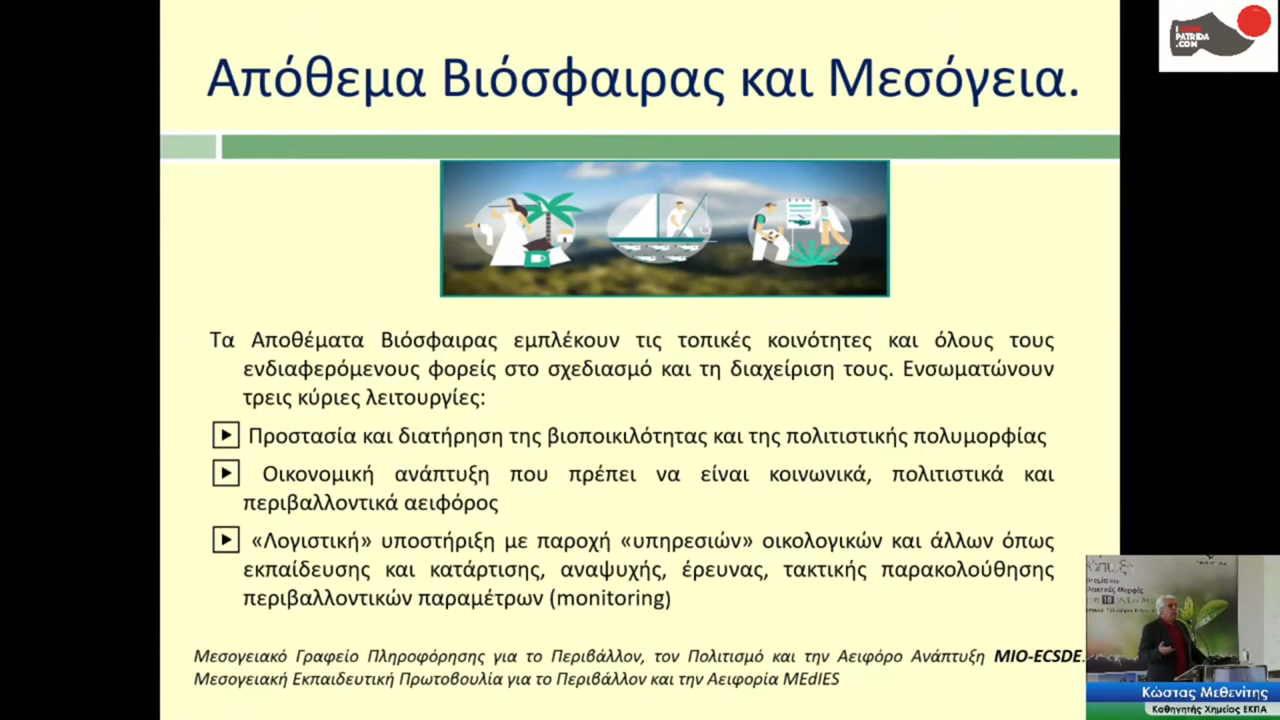 Απόθεμα Βιόσφαιρας και Μεσόγεια.
PATRIDA
.COM
Τα Αποθέματα Βιόσφαιρας εμπλέκουν τις τοπικές κοινότητες και όλους τους
ενδιαφερόμενους φορείς στο σχεδιασμό και τη διαχείριση τους. Ενσωματώνουν
τρεις κύριες λειτουργίες:
Προστασία και διατήρηση της βιοποικιλότητας και της πολιτιστικής πολυμορφίας
Οικονομική ανάπτυξη που πρέπει να είναι κοινωνικά, πολιτιστικά και
περιβαλλοντικά αειφόρος
«Λογιστική» υποστήριξη με παροχή «υπηρεσιών» οικολογικών και άλλων όπως
εκπαίδευσης και κατάρτισης, αναψυχής, έρευνας, τακτικής παρακολούθησης
περιβαλλοντικών παραμέτρων (monitoring)
Μεσογειακό Γραφείο Πληροφόρησης για το Περιβάλλον, τον Πολιτισμό και την Αειφόρο Ανάπτυξη MIO-ECSDE.
Μεσογειακή Εκπαιδευτική Πρωτοβουλία για το Περιβάλλον και την Αειφορία MEdIES
Κώστας Μεθενίτης
Καθηγητής Χημείας ΕΚΠΑ